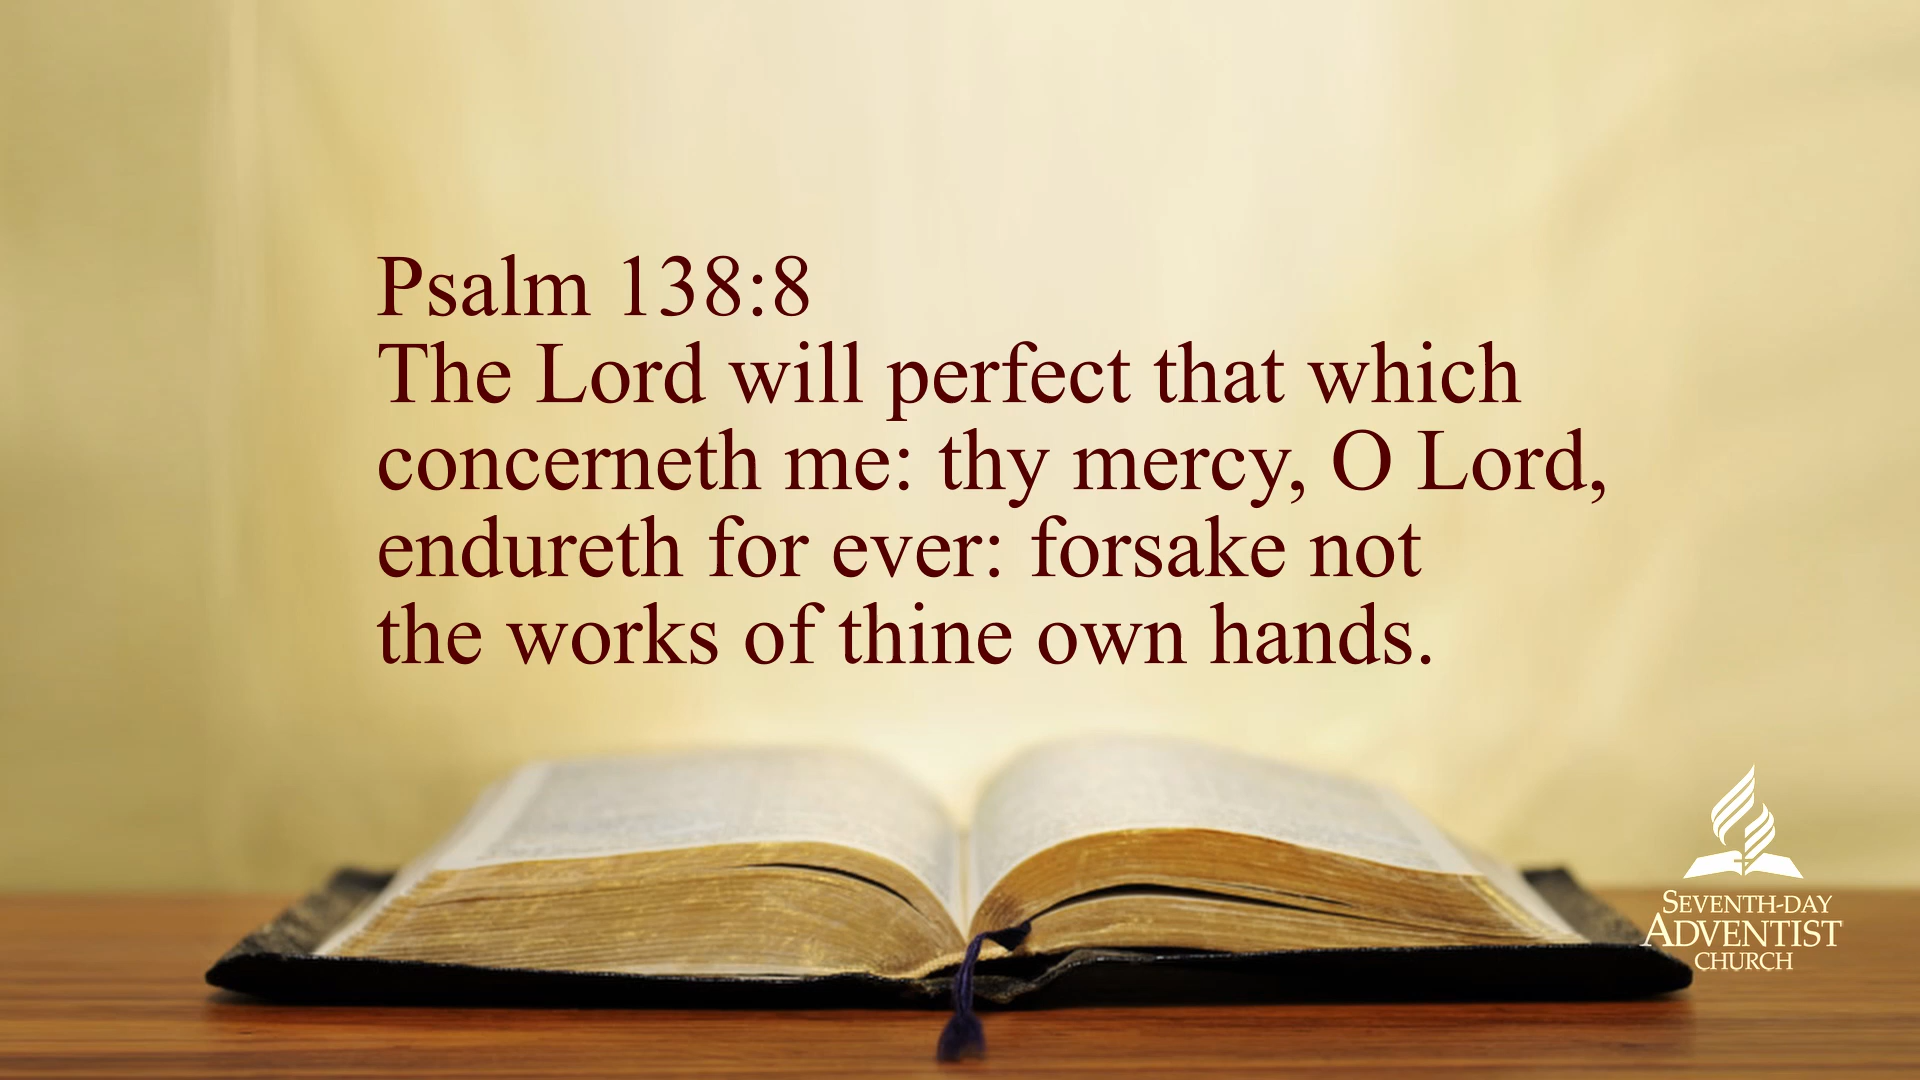 Psalm 138:8
The Lord will perfect that which
concerneth me: thy mercy, O Lord,
endureth for ever: forsake not
the works of thine own hands.
SEVENTH-DAY
ADVENTIST
CHURCH